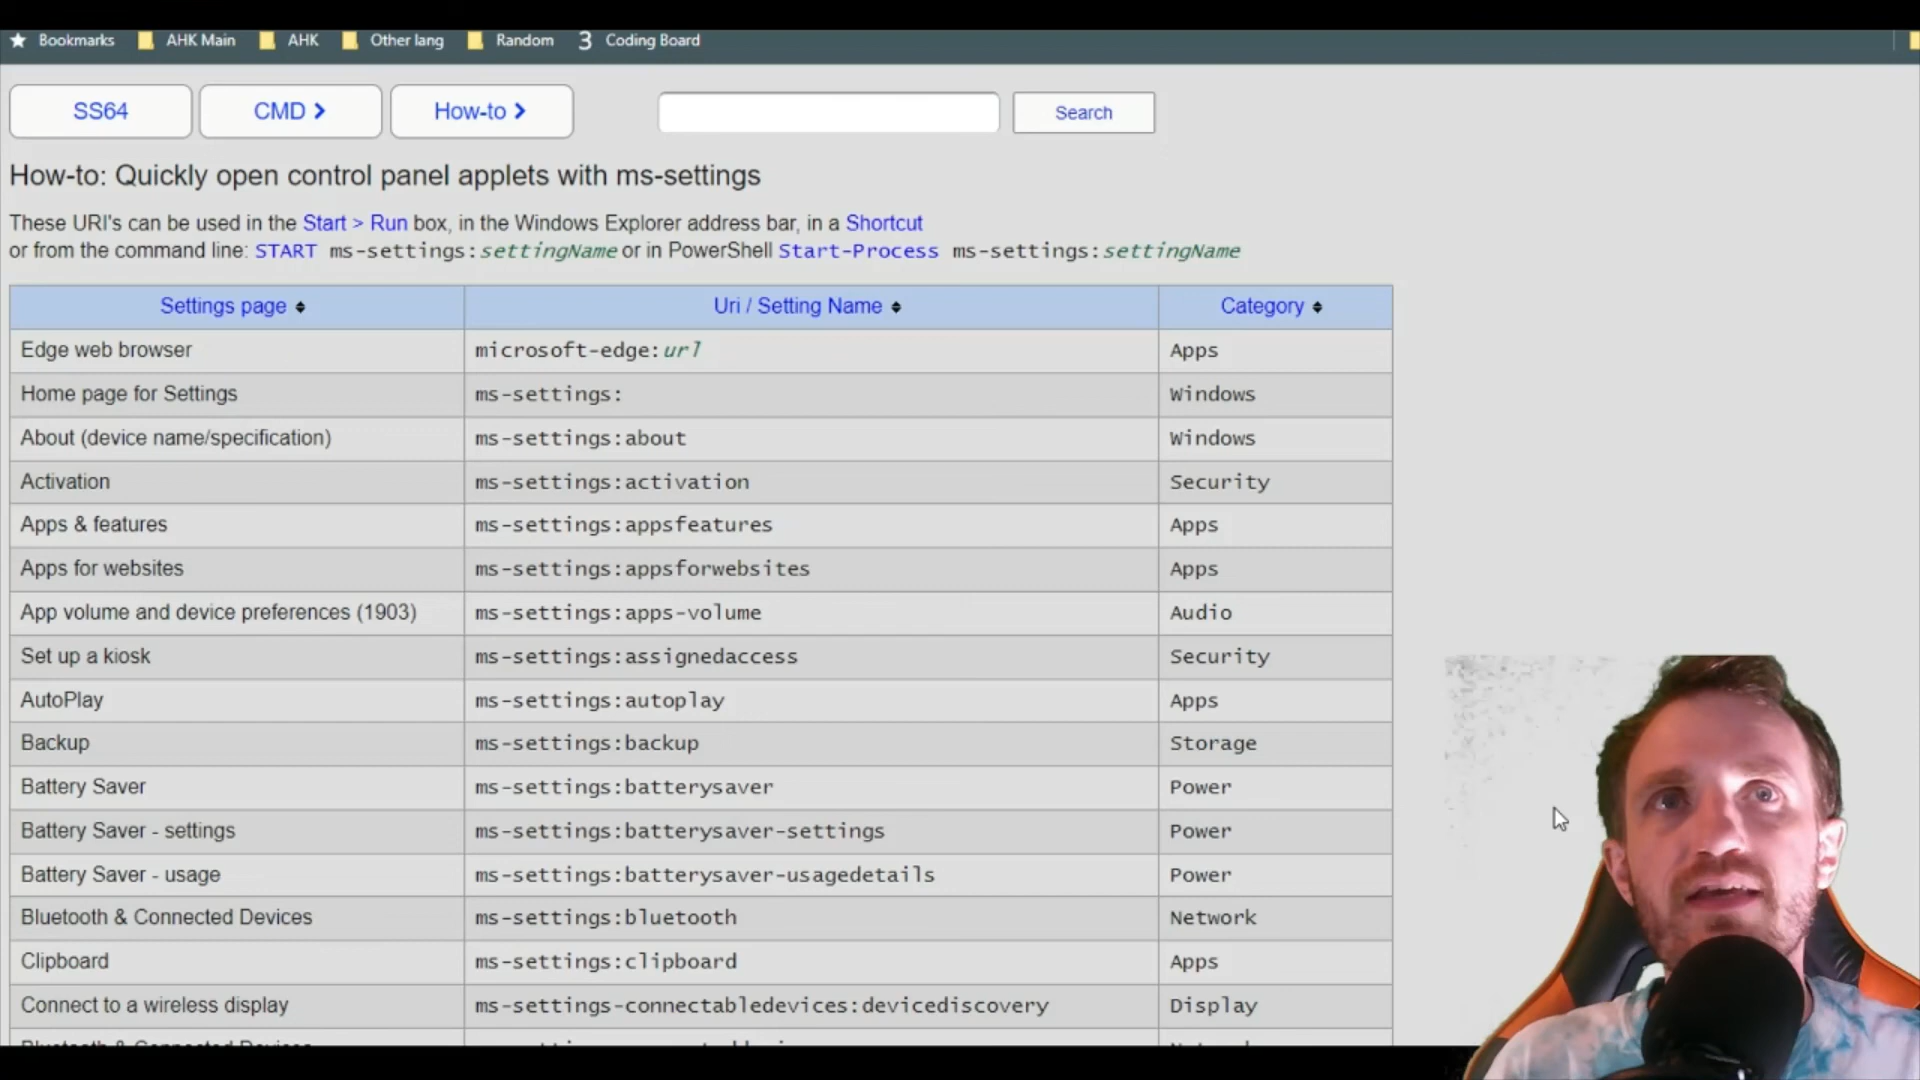 Bookmarks AHK Main AHK Other lang Random 3 Coding Board
SS64 CMD How-to Search
How-to: Quickly open control panel applets with ms-settings
These URI's can be used in the Start > Run box, in the Windows Explorer address bar, in a Shortcut
or from the command line: START ms-settings:settingName or in PowerShell Start-Process ms-settings:settingName
Settings page Uri / Setting Name Category
Edge web browser microsoft-edge:url Apps
Home page for Settings ms-settings: Windows
About (device name/specification) ms-settings:about Windows
Activation ms-settings:activation Security
Apps & features ms-settings:appsfeatures Apps
Apps for websites ms-settings:appsforwebsites Apps
App volume and device preferences (1903) ms-settings:apps-volume Audio
Set up a kiosk ms-settings:assignedaccess Security
AutoPlay ms-settings:autoplay Apps
Backup ms-settings:backup Storage
Battery Saver ms-settings:batterysaver Power
Battery Saver - settings ms-settings:batterysaver-settings Power
Battery Saver - usage ms-settings:batterysaver-usagedetails Power
Bluetooth & Connected Devices ms-settings:bluetooth Network
Clipboard ms-settings:clipboard Apps
Connect to a wireless display ms-settings-connectabledevices:devicediscovery Display